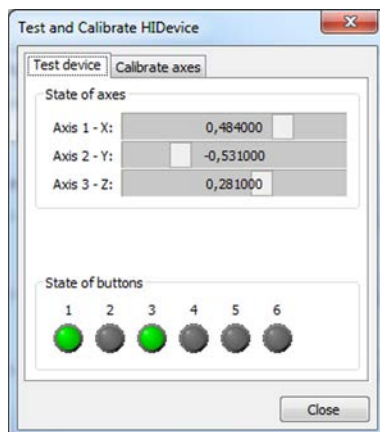 Test and Calibrate HIDevice
Test device Calibrate axes
State of axes
Axis 1 - X: 0,484000
Axis 2 - Y: -0,531000
Axis 3 - Z: 0,281000
State of buttons
1 2 3 4 5 6
Close